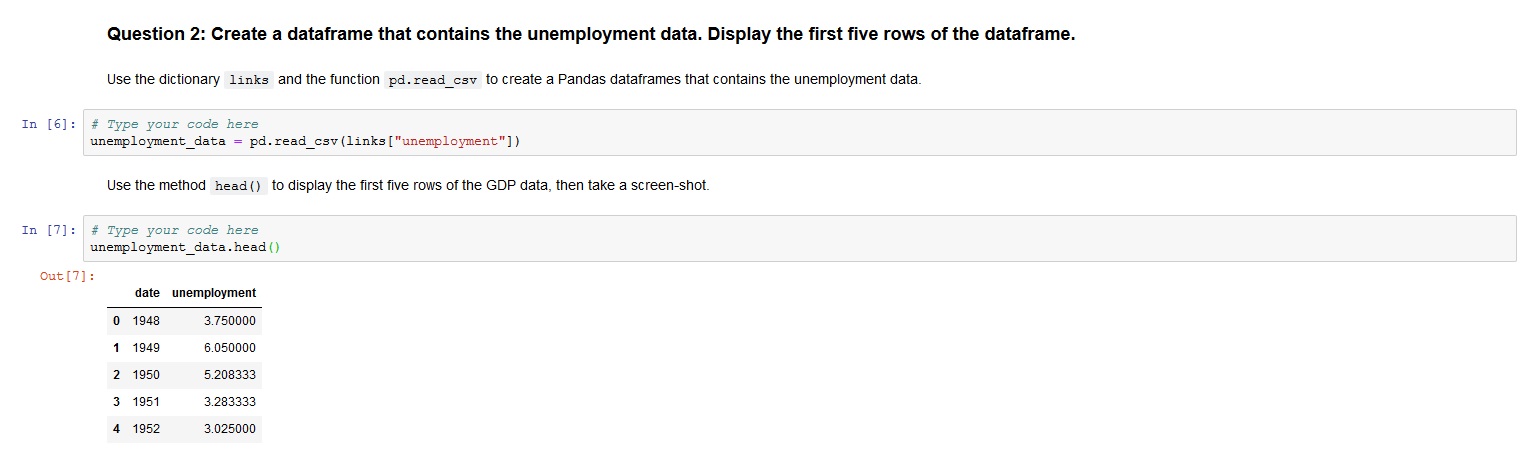 Question 2: Create a dataframe that contains the unemployment data. Display the first five rows of the dataframe.
Use the dictionary links and the function pd.read_csv to create a Pandas dataframes that contains the unemployment data.
In [6]: # Type your code here
unemployment_data = pd.read_csv(links["unemployment"])
Use the method head() to display the first five rows of the GDP data, then take a screen-shot.
In [7]: # Type your code here
unemployment_data.head()
Out[7]:
date unemployment
0 1948 3.750000
1 1949 6.050000
2 1950 5.208333
3 1951 3.283333
4 1952 3.025000